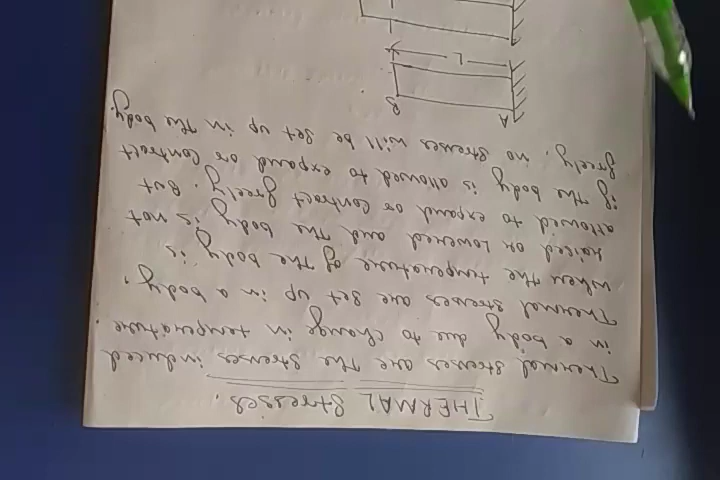 THERMAL Stresses.
Thermal stresses are the stresses induced
in a body due to change in temperature.
Thermal stresses are set up in a body,
when the temperature of the body is
raised or lowered and the body is not
allowed to expand or contract freely. But
if the body is allowed to expand or contract
freely, no stresses will be set up in the body.
A B
L